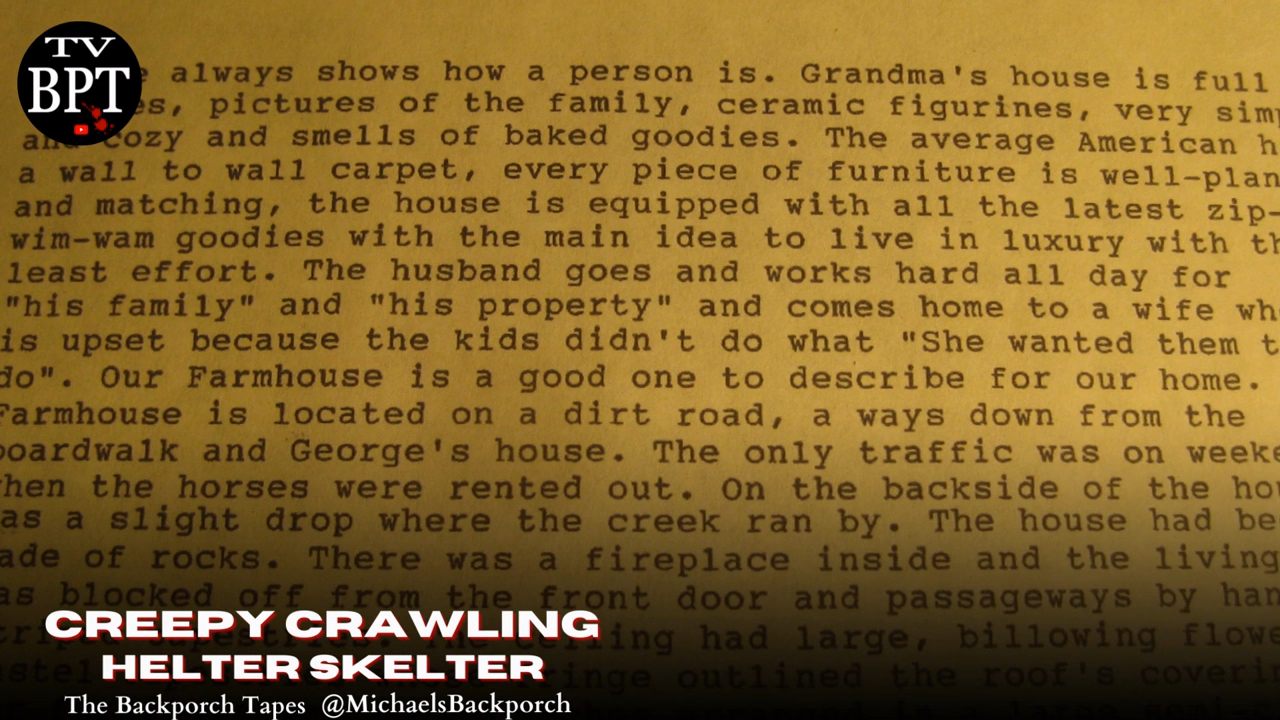 TV
BPT
always shows how a person is. Grandma's house is full
pictures of the family, ceramic figurines, very
and cozy and smells of baked goodies. The average American
a wall to wall carpet, every piece of furniture is
and matching, the house is equipped with all the latest
wim-wam goodies with the main idea to live in luxury with
least effort. The husband goes and works hard all day for
"his family" and "his property" and comes home to a wife
is upset because the kids didn't do what "She wanted them
do". Our Farmhouse is a good one to describe for our home.
Farmhouse is located on a dirt road, a ways down from the
boardwalk and George's house. The only traffic was on
when the horses were rented out. On the backside of the
as a slight drop where the creek ran by. The house had
ade of rocks. There was a fireplace inside and the living
as blocked off from the front door and passageways by
had large, billowing
outlined the roof's
CREEPY CRAWLING
HELTER SKELTER
The Backporch Tapes @MichaelsBackporch